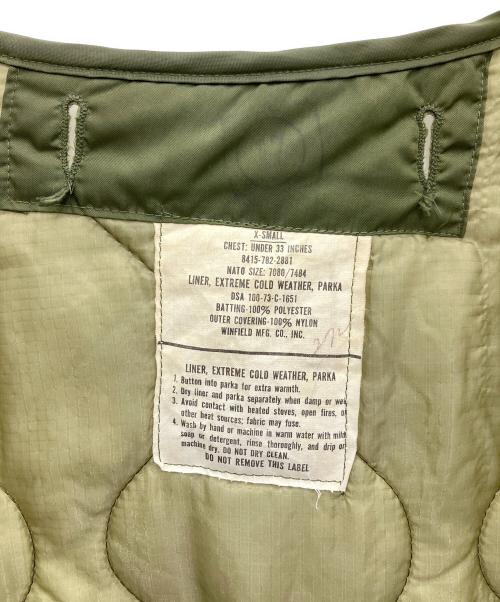 X-SMALL
CHEST: UNDER 33 INCHES
8415-782-2881
NATO SIZE: 7080/7484
LINER, EXTREME COLD WEATHER, PARKA
DSA 100-73-C-1651
BATTING-100% POLYESTER
OUTER COVERING-100% NYLON
WINFIELD MFG. CO., INC.
LINER, EXTREME COLD WEATHER, PARKA
1. Button into parka for extra warmth.
2. Dry liner and parka separately when damp or wet.
3. Avoid contact with heated stoves, open fires, or
other heat sources; fabric may fuse.
4. Wash by hand or machine in warm water with mild
soap or detergent, rinse thoroughly, and drip or
machine dry. DO NOT DRY CLEAN.
DO NOT REMOVE THIS LABEL